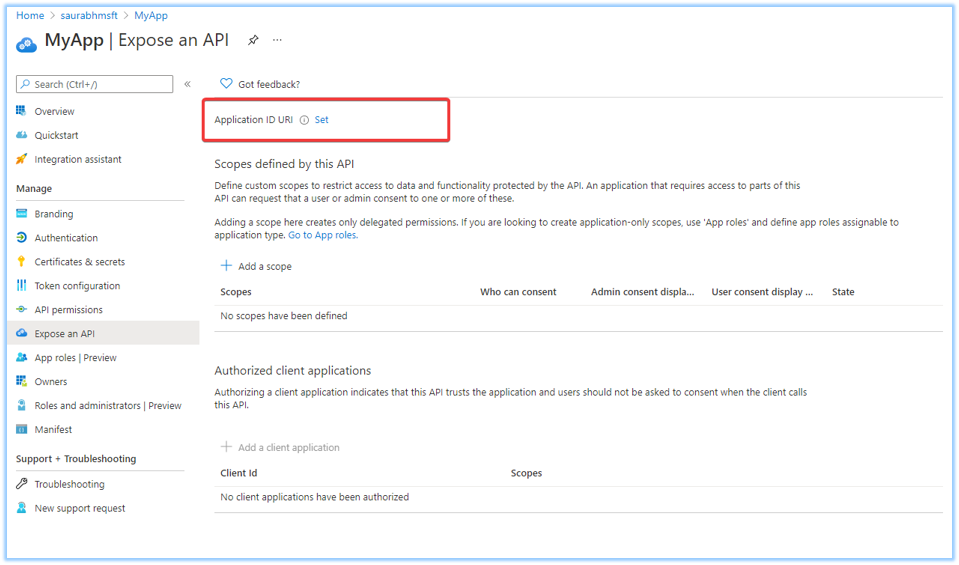 Home > saurabhmsft > MyApp
MyApp | Expose an API
Search (Ctrl+/)
Overview
Quickstart
Integration assistant
Manage
Branding
Authentication
Certificates & secrets
Token configuration
API permissions
Expose an API
App roles | Preview
Owners
Roles and administrators | Preview
Manifest
Support + Troubleshooting
Troubleshooting
New support request
Got feedback?
Application ID URI Set
Scopes defined by this API
Define custom scopes to restrict access to data and functionality protected by the API. An application that requires access to parts of this
API can request that a user or admin consent to one or more of these.
Adding a scope here creates only delegated permissions. If you are looking to create application-only scopes, use 'App roles' and define app roles assignable to
application type. Go to App roles.
Add a scope
Scopes Who can consent Admin consent displa... User consent display ... State
No scopes have been defined
Authorized client applications
Authorizing a client application indicates that this API trusts the application and users should not be asked to consent when the client calls
this API.
Add a client application
Client Id Scopes
No client applications have been authorized